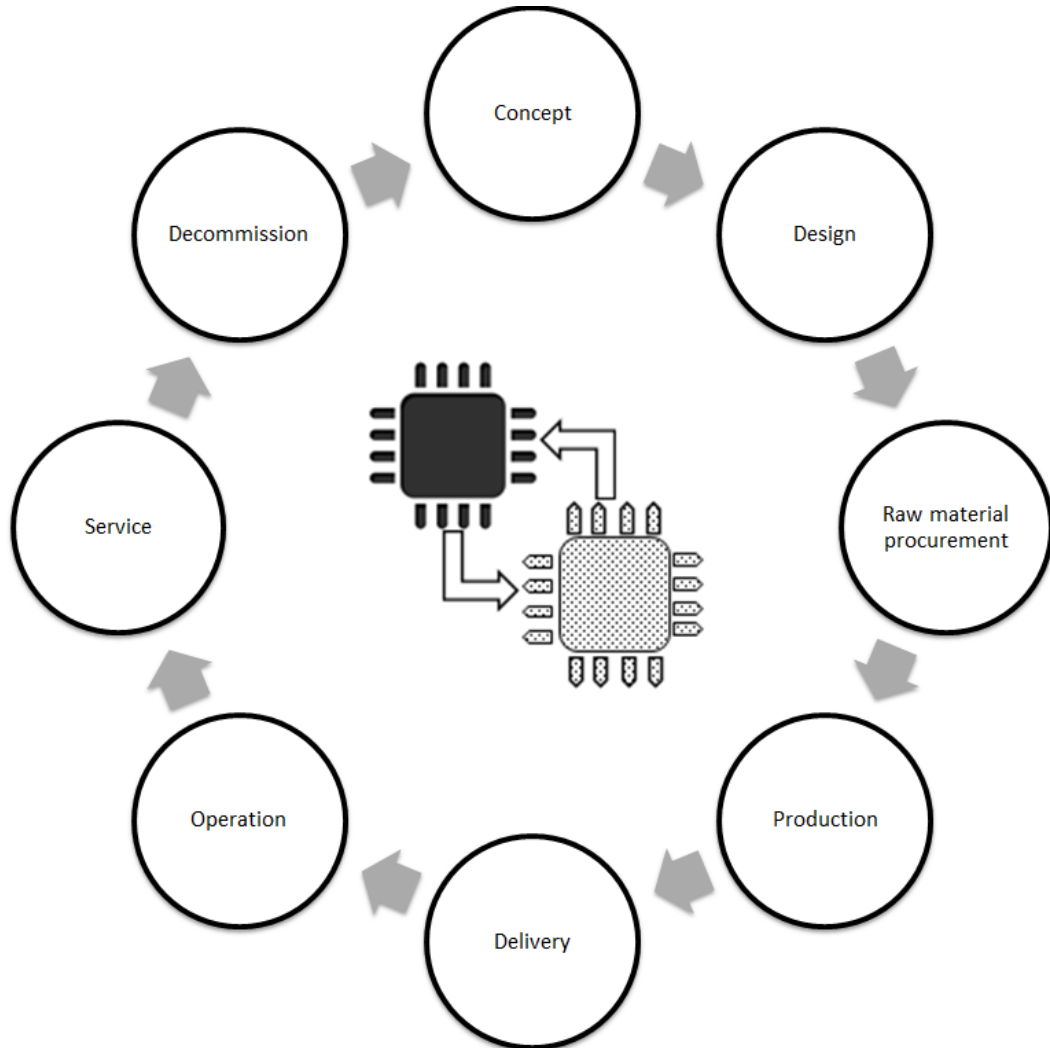 Concept
Design
Raw material
procurement
Production
Delivery
Operation
Service
Decommission